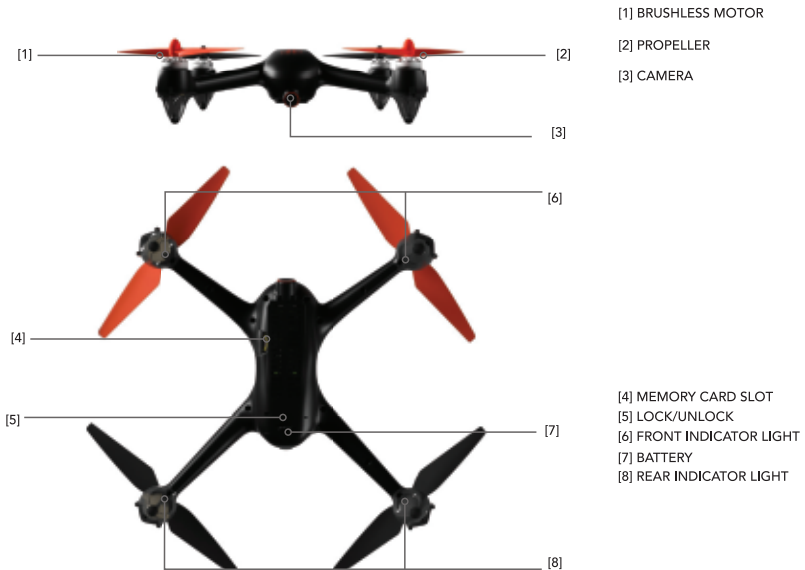 [1] BRUSHLESS MOTOR
[1]
[2]
[2] PROPELLER
[3] CAMERA
[3]
[6]
[4]
[4] MEMORY CARD SLOT
[5]
[5] LOCK/UNLOCK
[7]
[6] FRONT INDICATOR LIGHT
[7] BATTERY
[8] REAR INDICATOR LIGHT
[8]